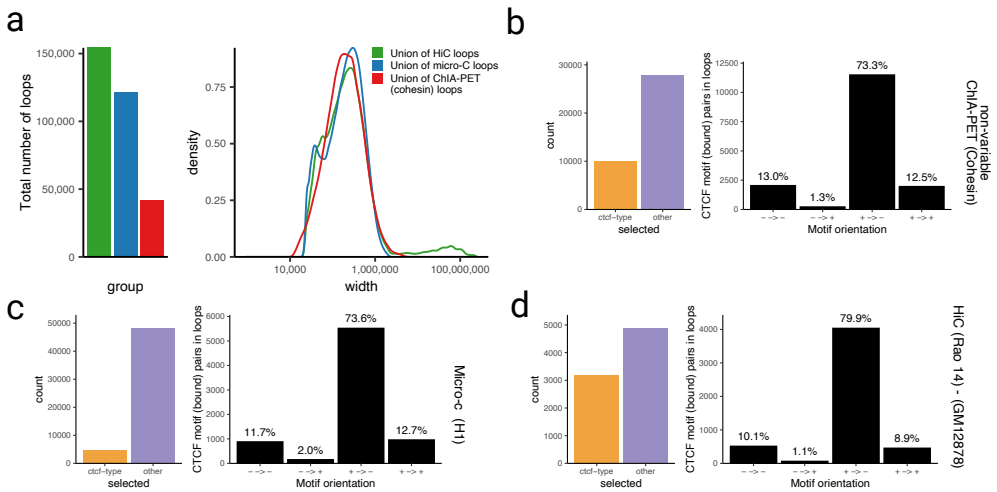 a
Total number of loops
150,000
100,000
50,000
0
group
density
0.75
0.50
0.25
0.00
10,000
1,000,000
100,000,000
width
Union of HiC loops
Union of micro-C loops
Union of ChIA-PET
(cohesin) loops
b
count
30000
20000
10000
0
ctcf-type
other
selected
CTCF motif (bound) pairs in loops
12500
10000
7500
5000
2500
0
13.0%
1.3%
73.3%
12.5%
- -> -
- -> +
+ -> -
+ -> +
Motif orientation
non-variable
ChIA-PET (Cohesin)
c
count
50000
40000
30000
20000
10000
0
ctcf-type
other
selected
CTCF motif (bound) pairs in loops
6000
5000
4000
3000
2000
1000
0
11.7%
2.0%
73.6%
12.7%
- -> -
- -> +
+ -> -
+ -> +
Motif orientation
Micro-c (H1)
d
count
5000
4000
3000
2000
1000
0
ctcf-type
other
selected
CTCF motif (bound) pairs in loops
4000
3000
2000
1000
0
10.1%
1.1%
79.9%
8.9%
- -> -
- -> +
+ -> -
+ -> +
Motif orientation
HiC (Rao 14) - (GM12878)